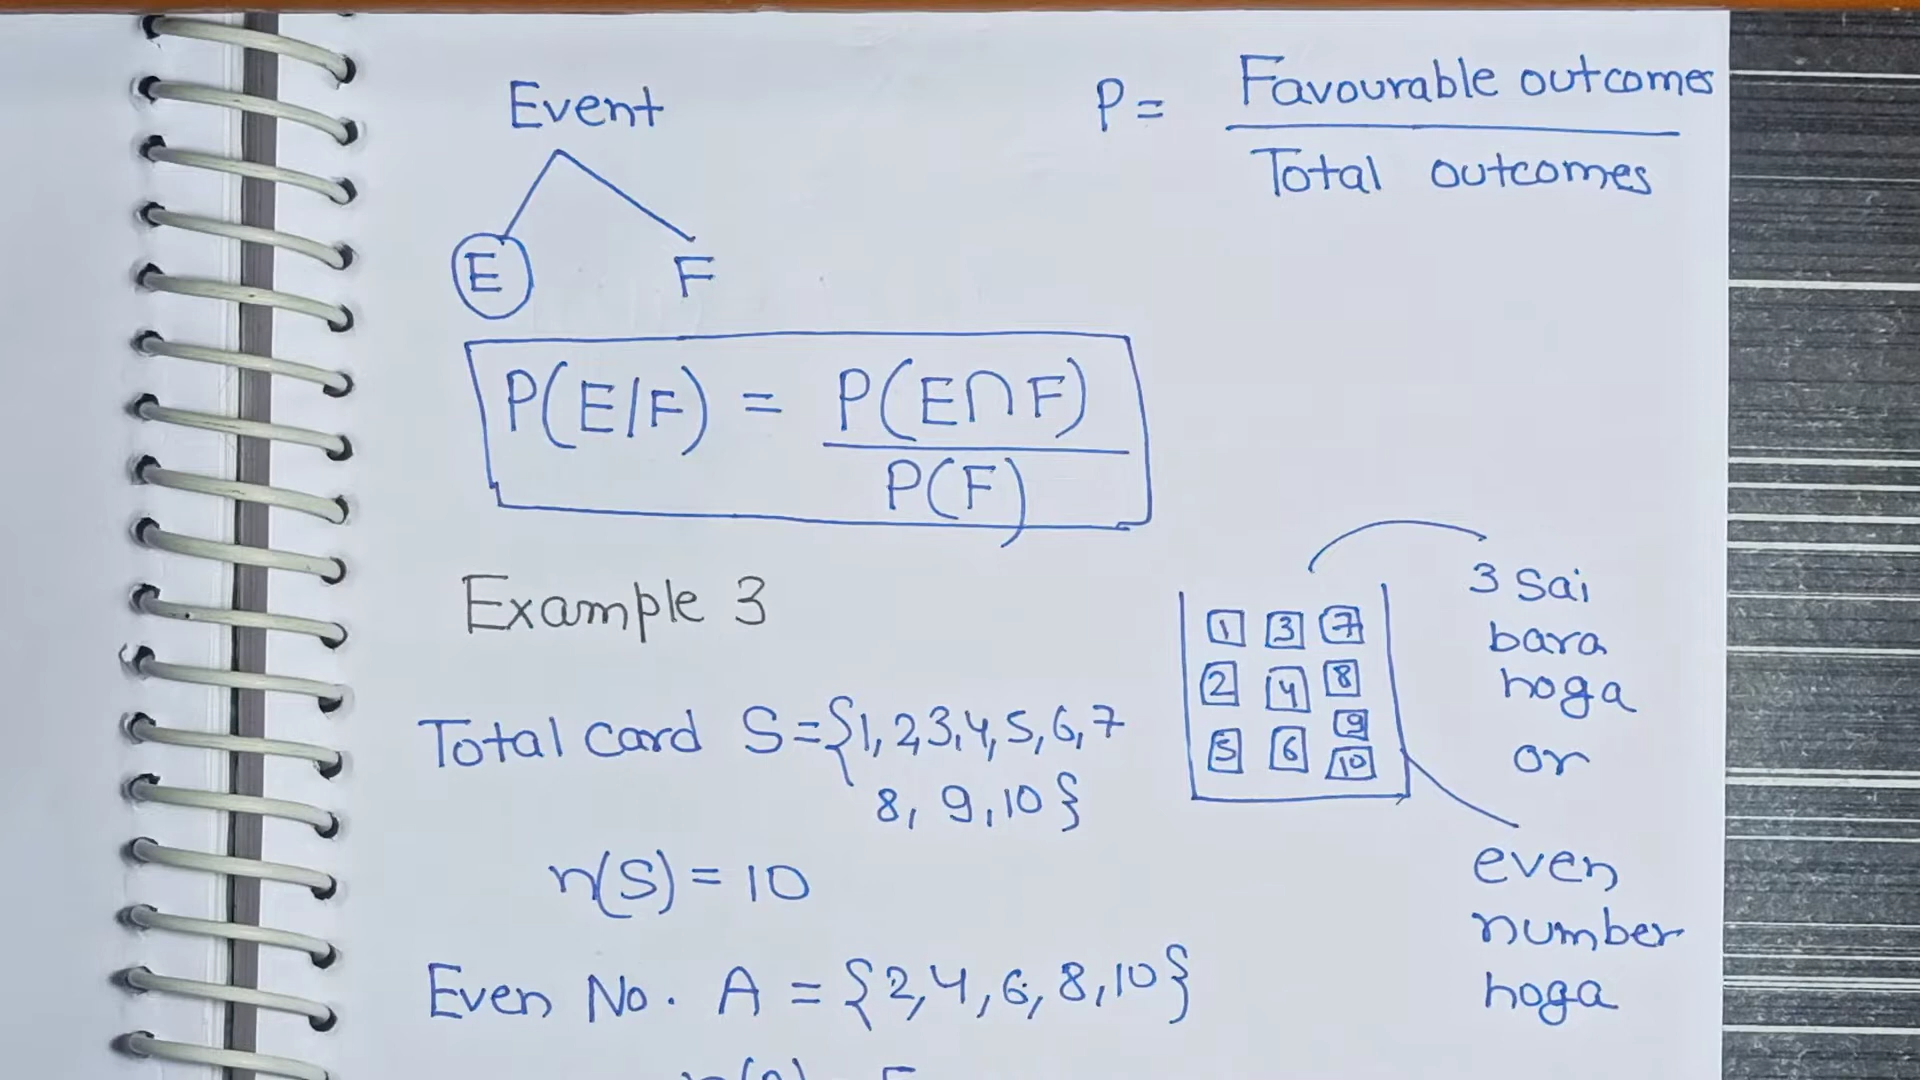 Event
P = Favourable outcomes
Total outcomes
E F
P(E/F) = P(E∩F)
P(F)
Example 3
Total card S={1,2,3,4,5,6,7
8, 9,10}
n(S) = 10
Even No. A = {2,4,6,8,10}
1 3 7
2 4 8
9
5 6 10
3 sai
bara
hoga
or
even
number
hoga